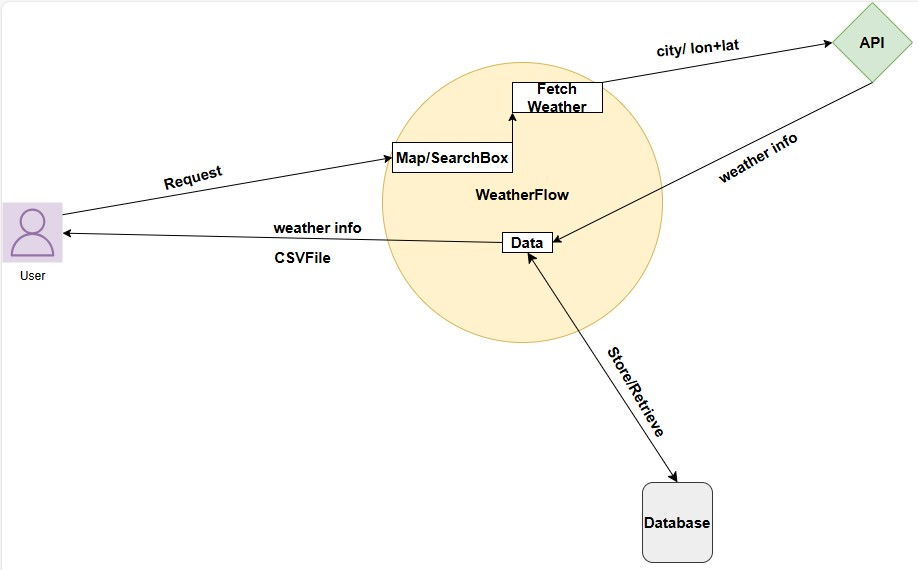 city/ lon+lat
API
Fetch
Weather
Map/SearchBox
weather info
Request
WeatherFlow
weather info
Data
CSVFile
User
Store/Retrieve
Database